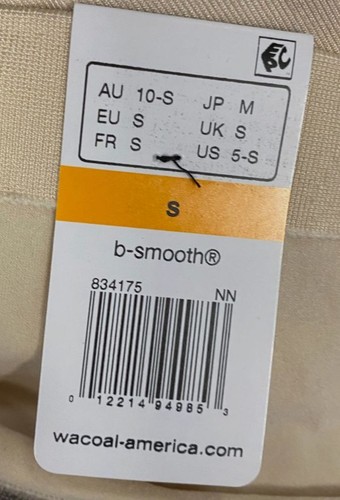 AU 10-S JP M
EU S UK S
FR S US 5-S
S
b-smooth®
834175 NN
0 12214 94985 3
wacoal-america.com